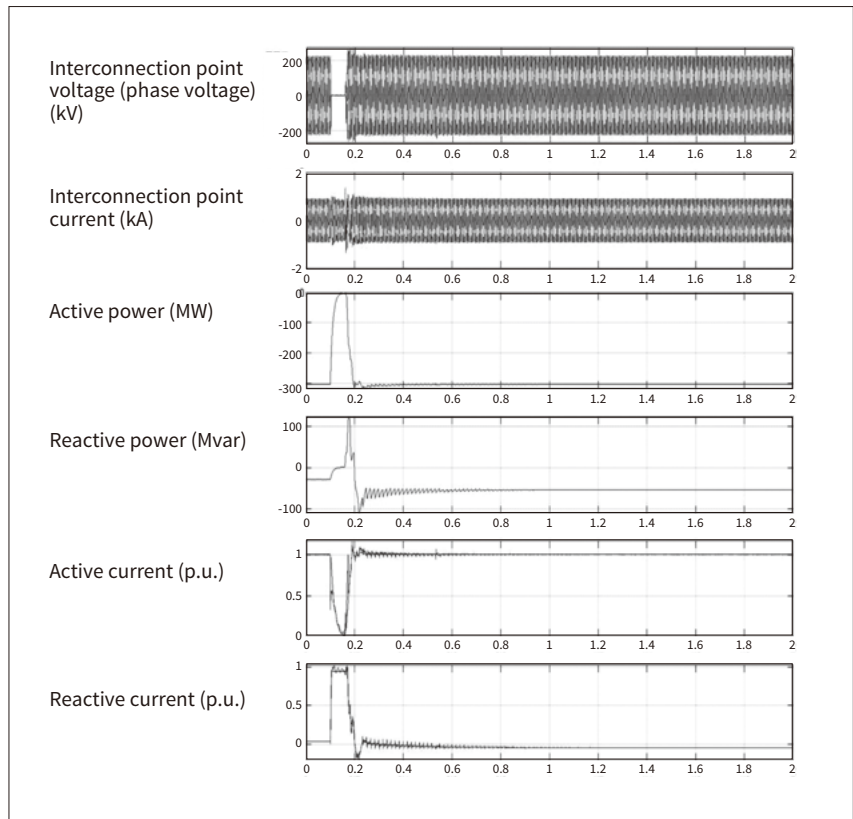 Interconnection point
voltage (phase voltage)
(kV)
200
0
-200
0 0.2 0.4 0.6 0.8 1 1.2 1.4 1.6 1.8 2
Interconnection point
current (kA)
2
0
-2
0 0.2 0.4 0.6 0.8 1 1.2 1.4 1.6 1.8 2
Active power (MW)
0
-100
-200
-300
0 0.2 0.4 0.6 0.8 1 1.2 1.4 1.6 1.8 2
Reactive power (Mvar)
100
0
-100
0 0.2 0.4 0.6 0.8 1 1.2 1.4 1.6 1.8 2
Active current (p.u.)
1
0.5
0
0 0.2 0.4 0.6 0.8 1 1.2 1.4 1.6 1.8 2
Reactive current (p.u.)
1
0.5
0
0 0.2 0.4 0.6 0.8 1 1.2 1.4 1.6 1.8 2